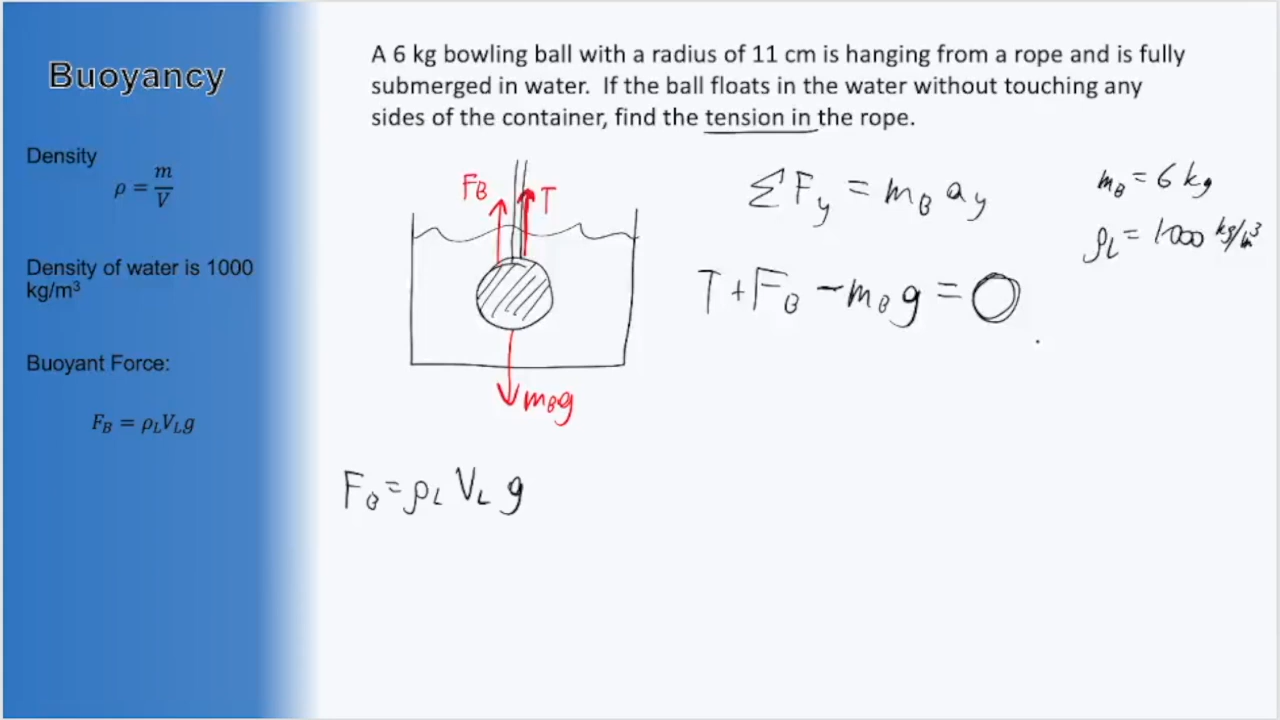 Buoyancy
Density
ρ = m/V
Density of water is 1000
kg/m³
Buoyant Force:
F_B = ρ_L V_L g
A 6 kg bowling ball with a radius of 11 cm is hanging from a rope and is fully
submerged in water. If the ball floats in the water without touching any
sides of the container, find the tension in the rope.
F_B
T
m_B g
ΣF_y = m_B a_y
T + F_B − m_B g = 0
m_B = 6 kg
ρ_L = 1000 kg/m³
F_B = ρ_L V_L g